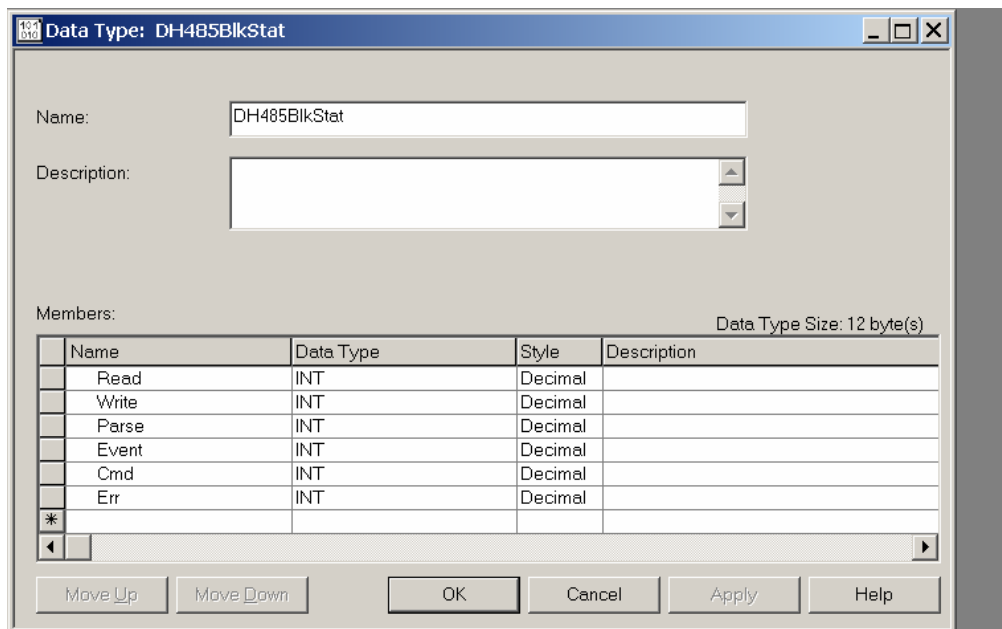 Data Type: DH485BlkStat
Name:
DH485BlkStat
Description:
Members:
Data Type Size: 12 byte(s)
Name Data Type Style Description
Read INT Decimal
Write INT Decimal
Parse INT Decimal
Event INT Decimal
Cmd INT Decimal
Err INT Decimal
*
Move Up Move Down OK Cancel Apply Help